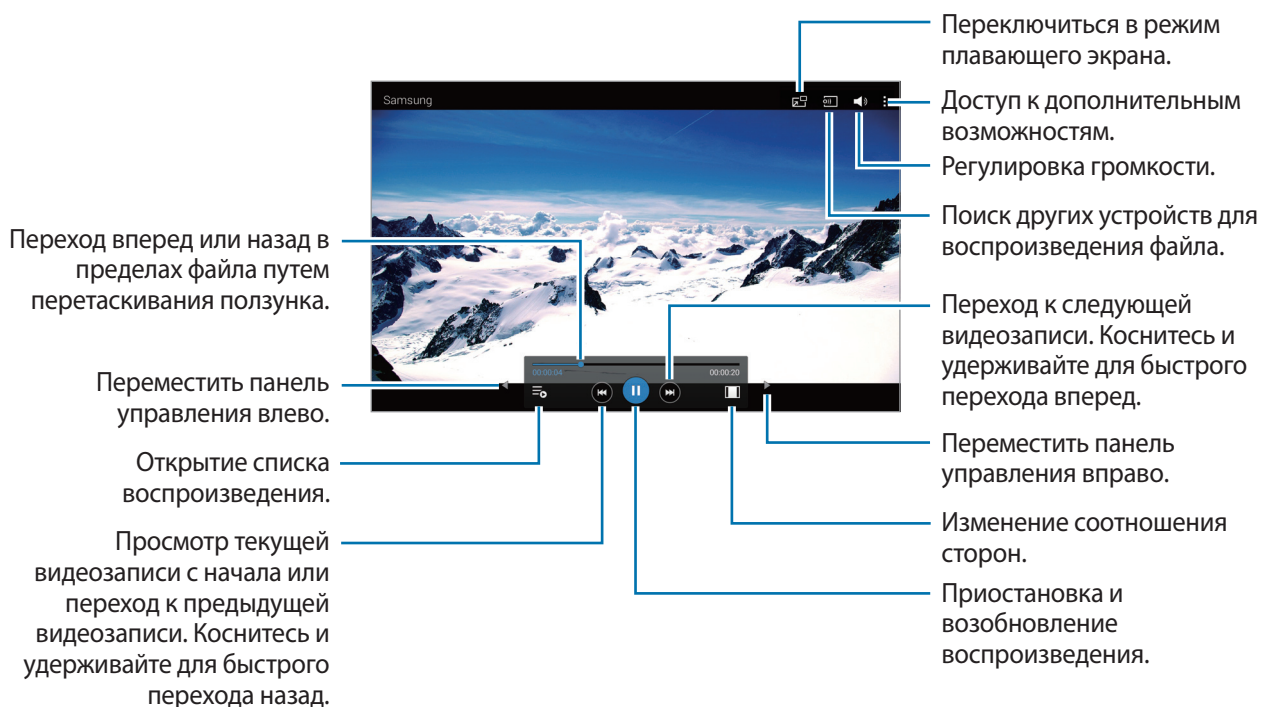 Переключиться в режим
плавающего экрана.
Samsung
Доступ к дополнительным
возможностям.
Регулировка громкости.
Поиск других устройств для
воспроизведения файла.
Переход вперед или назад в
пределах файла путем
перетаскивания ползунка.
Переход к следующей
видеозаписи. Коснитесь и
удерживайте для быстрого
перехода вперед.
00:00:04
00:00:20
Переместить панель
управления влево.
Переместить панель
управления вправо.
Открытие списка
воспроизведения.
Изменение соотношения
сторон.
Просмотр текущей
видеозаписи с начала или
переход к предыдущей
видеозаписи. Коснитесь и
удерживайте для быстрого
перехода назад.
Приостановка и
возобновление
воспроизведения.